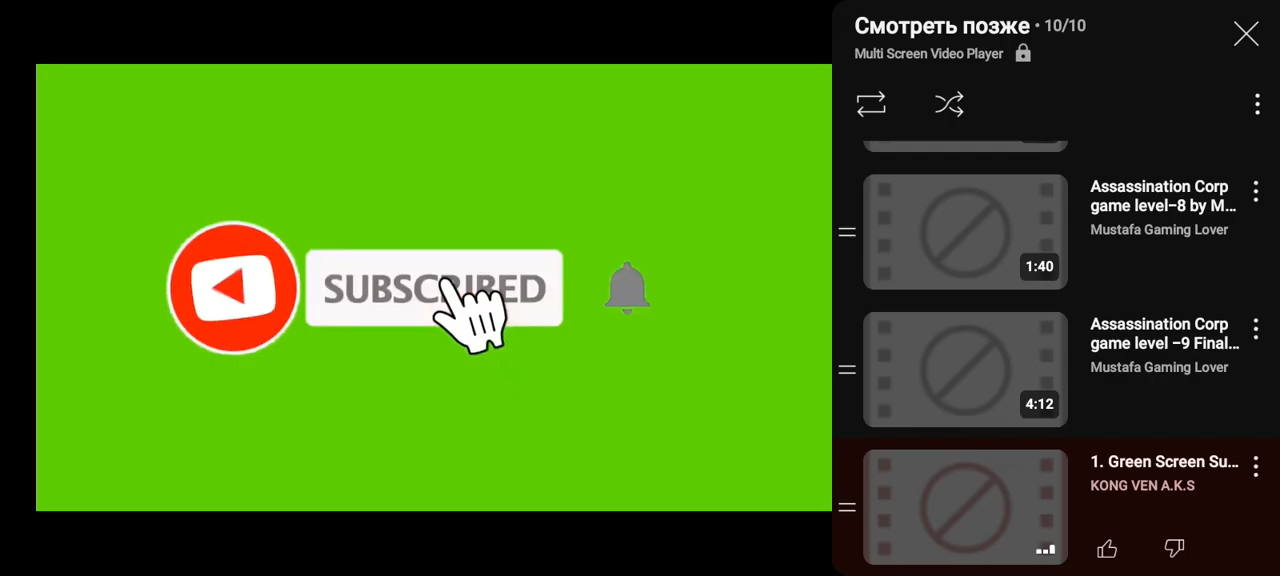 SUBSCRIBED
Смотреть позже • 10/10
Multi Screen Video Player
Assassination Corp
game level-8 by M...
Mustafa Gaming Lover
1:40
Assassination Corp
game level -9 Final...
Mustafa Gaming Lover
4:12
1. Green Screen Su...
KONG VEN A.K.S